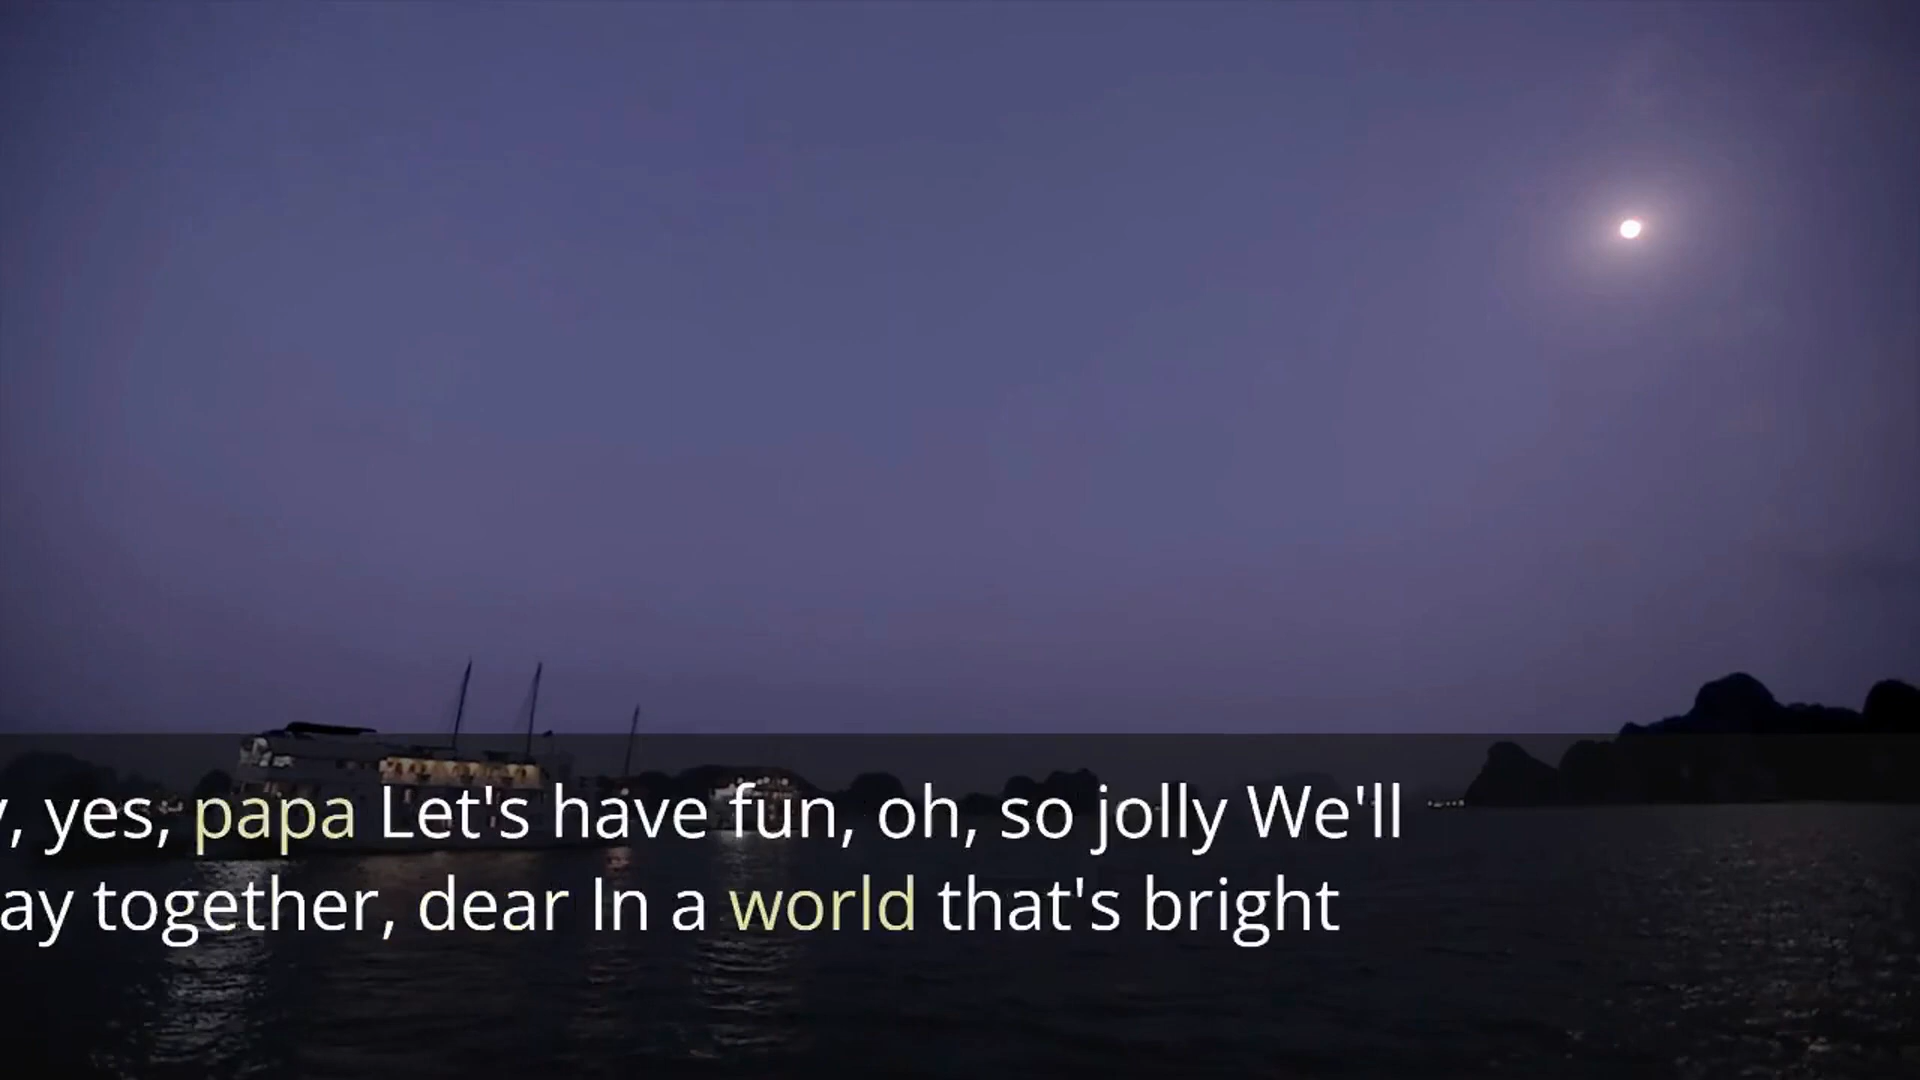 , yes, papa Let's have fun, oh, so jolly We'll
ay together, dear In a world that's bright